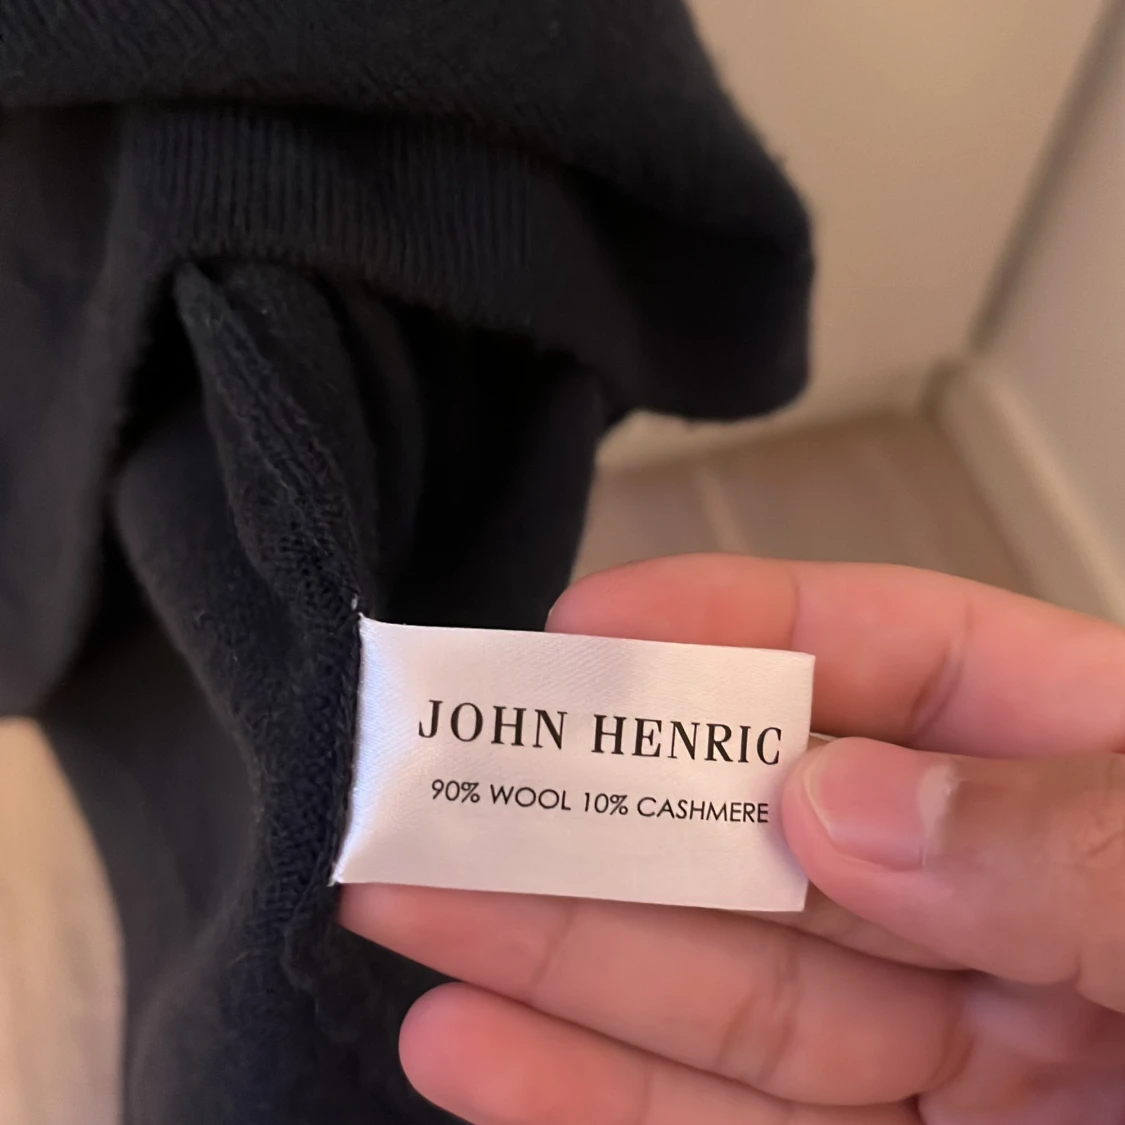 JOHN HENRIC
90% WOOL 10% CASHMERE